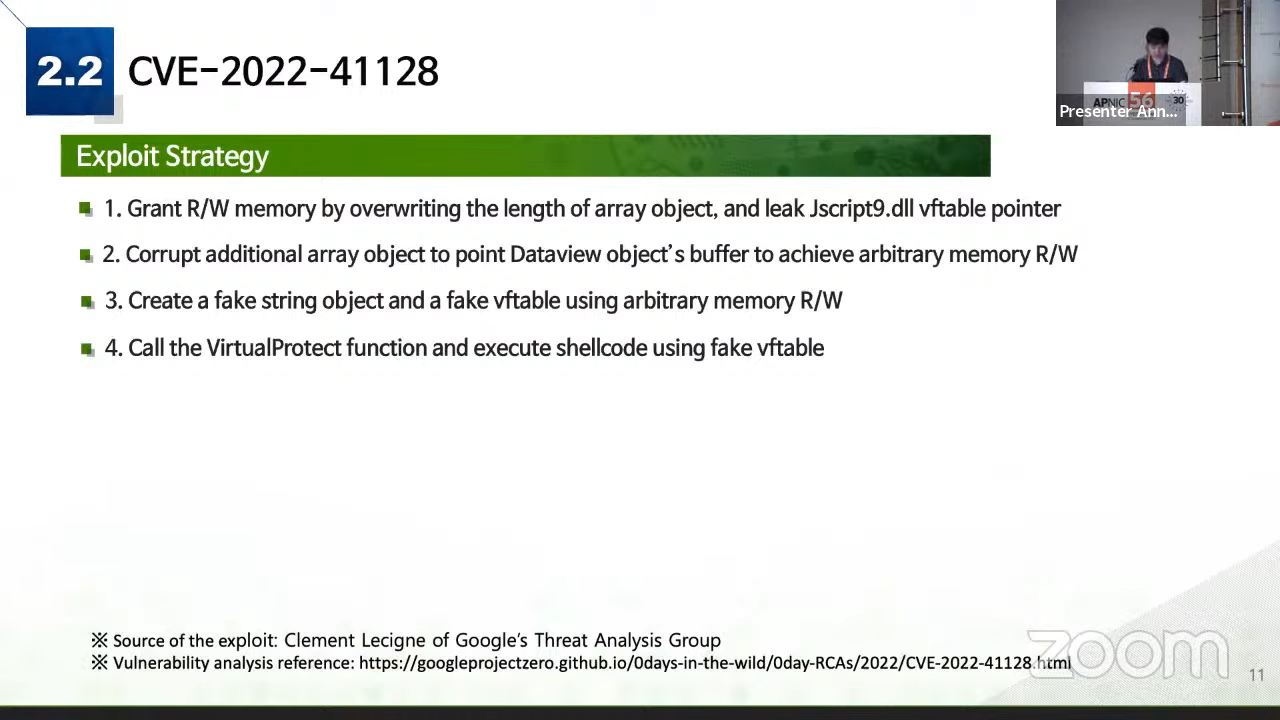 2.2 CVE-2022-41128
APNIC 56
30
Presenter Ann...
Exploit Strategy
1. Grant R/W memory by overwriting the length of array object, and leak Jscript9.dll vftable pointer
2. Corrupt additional array object to point Dataview object's buffer to achieve arbitrary memory R/W
3. Create a fake string object and a fake vftable using arbitrary memory R/W
4. Call the VirtualProtect function and execute shellcode using fake vftable
※ Source of the exploit: Clement Lecigne of Google's Threat Analysis Group
※ Vulnerability analysis reference: https://googleprojectzero.github.io/0days-in-the-wild/0day-RCAs/2022/CVE-2022-41128.html
zoom
11